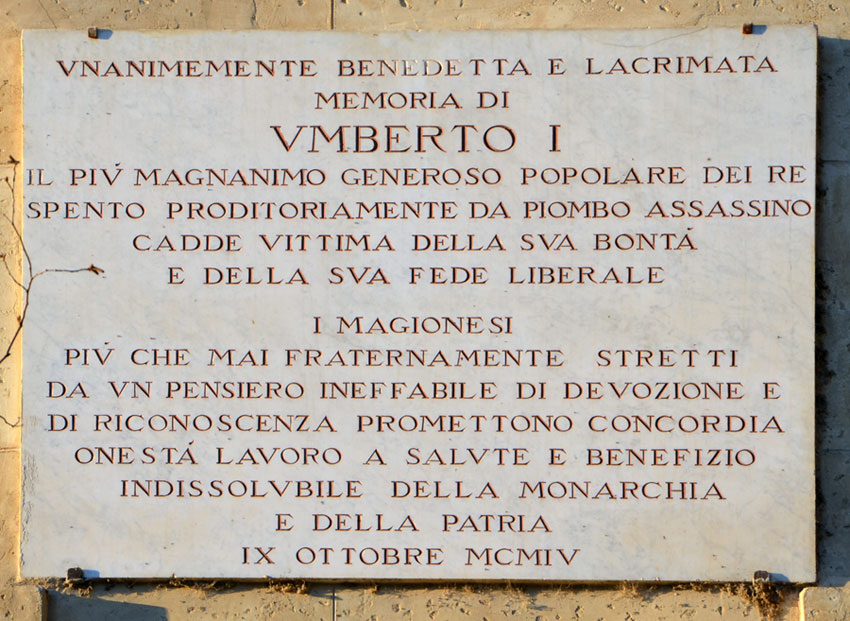 VNANIMEMENTE BENEDETTA E LACRIMATA
MEMORIA DI
VMBERTO I
IL PIV́ MAGNANIMO GENEROSO POPOLARE DEI RE
SPENTO PRODITORIAMENTE DA PIOMBO ASSASSINO
CADDE VITTIMA DELLA SVA BONTÁ
E DELLA SVA FEDE LIBERALE
I MAGIONESI
PIV́ CHE MAI FRATERNAMENTE STRETTI
DA VN PENSIERO INEFFABILE DI DEVOZIONE E
DI RICONOSCENZA PROMETTONO CONCORDIA
ONESTÁ LAVORO A SALVTE E BENEFIZIO
INDISSOLVBILE DELLA MONARCHIA
E DELLA PATRIA
IX OTTOBRE MCMIV